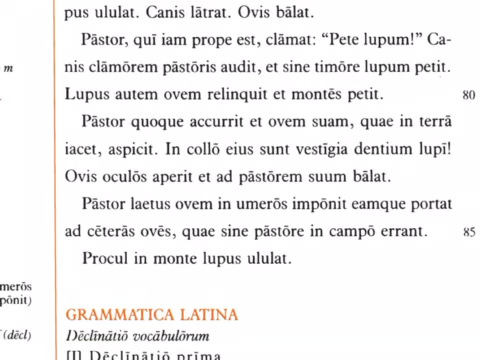 pus ululat. Canis lātrat. Ovis bālat.
Pāstor, quī iam prope est, clāmat: “Pete lupum!” Ca-
nis clāmōrem pāstōris audit, et sine timōre lupum petit.
Lupus autem ovem relinquit et montēs petit.
80
Pāstor quoque accurrit et ovem suam, quae in terrā
iacet, aspicit. In collō eius sunt vestīgia dentium lupī!
Ovis oculōs aperit et ad pāstōrem suum bālat.
Pāstor laetus ovem in umerōs impōnit eamque portat
ad cēterās ovēs, quae sine pāstōre in campō errant.
85
Procul in monte lupus ululat.
GRAMMATICA LATINA
Dēclīnātiō vocābulōrum
[I] Dēclīnātiō prīma
m
merōs
pōnit)
(dēcl)